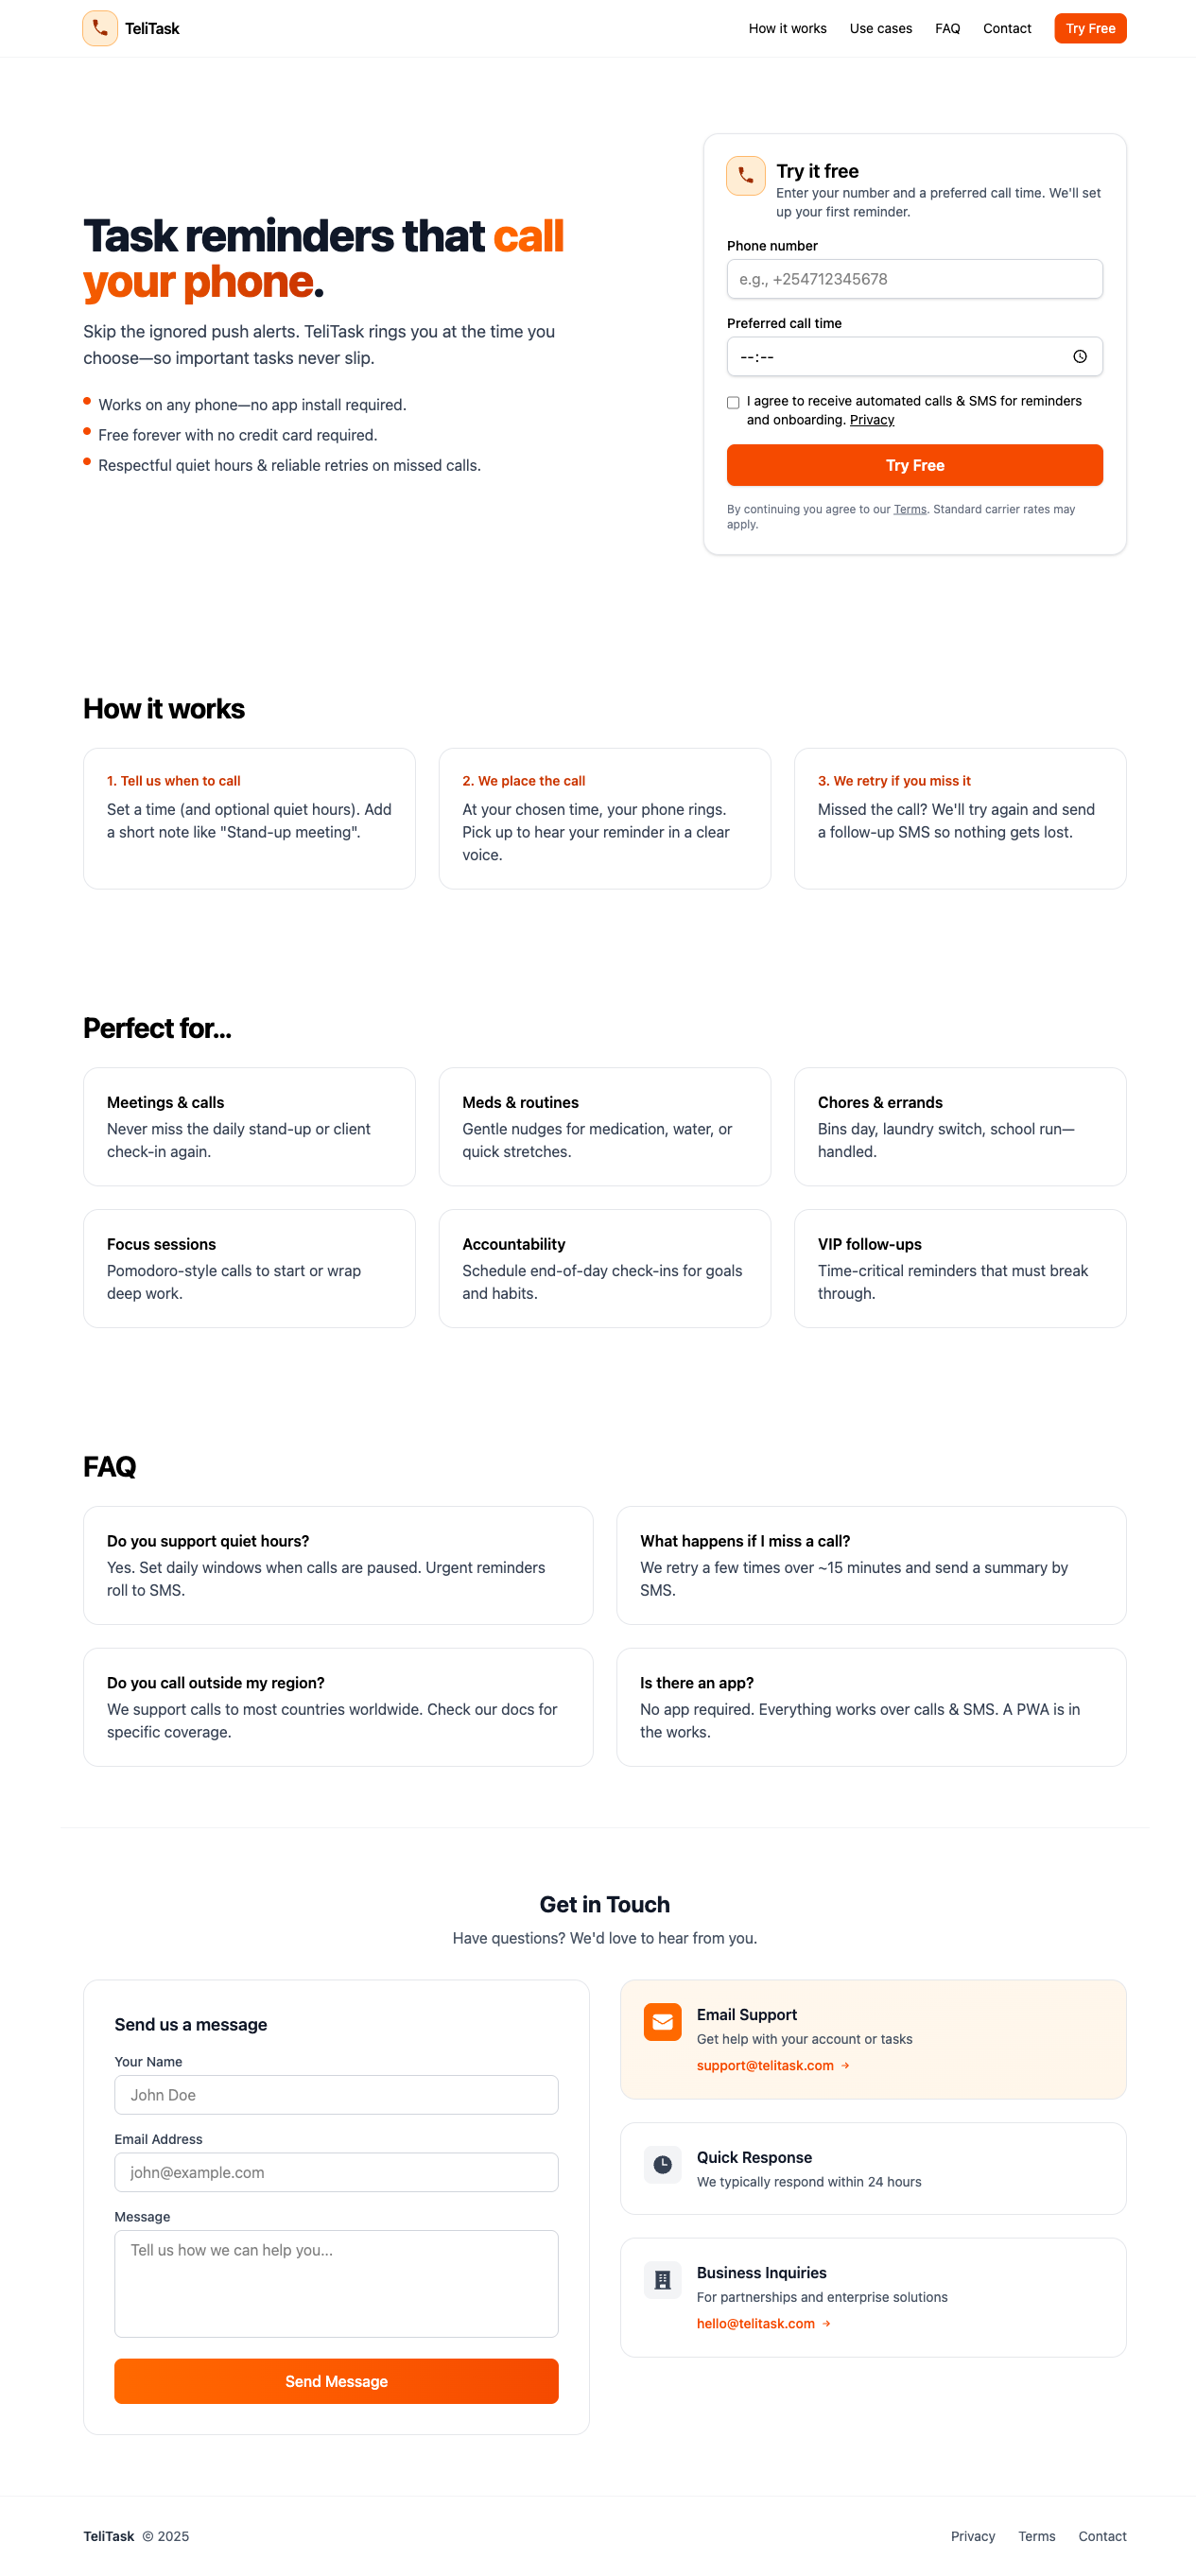 TeliTask
How it works
Use cases
FAQ
Contact
Try Free
Task reminders that call
your phone.
Skip the ignored push alerts. TeliTask rings you at the time you
choose—so important tasks never slip.
Works on any phone—no app install required.
Free forever with no credit card required.
Respectful quiet hours & reliable retries on missed calls.
Try it free
Enter your number and a preferred call time. We'll set
up your first reminder.
Phone number
e.g., +254712345678
Preferred call time
--:--
I agree to receive automated calls & SMS for reminders
and onboarding. Privacy
Try Free
By continuing you agree to our Terms. Standard carrier rates may
apply.
How it works
1. Tell us when to call
Set a time (and optional quiet hours). Add
a short note like "Stand-up meeting".
2. We place the call
At your chosen time, your phone rings.
Pick up to hear your reminder in a clear
voice.
3. We retry if you miss it
Missed the call? We'll try again and send
a follow-up SMS so nothing gets lost.
Perfect for...
Meetings & calls
Never miss the daily stand-up or client
check-in again.
Meds & routines
Gentle nudges for medication, water, or
quick stretches.
Chores & errands
Bins day, laundry switch, school run—
handled.
Focus sessions
Pomodoro-style calls to start or wrap
deep work.
Accountability
Schedule end-of-day check-ins for goals
and habits.
VIP follow-ups
Time-critical reminders that must break
through.
FAQ
Do you support quiet hours?
Yes. Set daily windows when calls are paused. Urgent reminders
roll to SMS.
What happens if I miss a call?
We retry a few times over ~15 minutes and send a summary by
SMS.
Do you call outside my region?
We support calls to most countries worldwide. Check our docs for
specific coverage.
Is there an app?
No app required. Everything works over calls & SMS. A PWA is in
the works.
Get in Touch
Have questions? We'd love to hear from you.
Send us a message
Your Name
John Doe
Email Address
john@example.com
Message
Tell us how we can help you...
Send Message
Email Support
Get help with your account or tasks
support@telitask.com →
Quick Response
We typically respond within 24 hours
Business Inquiries
For partnerships and enterprise solutions
hello@telitask.com →
TeliTask © 2025
Privacy
Terms
Contact